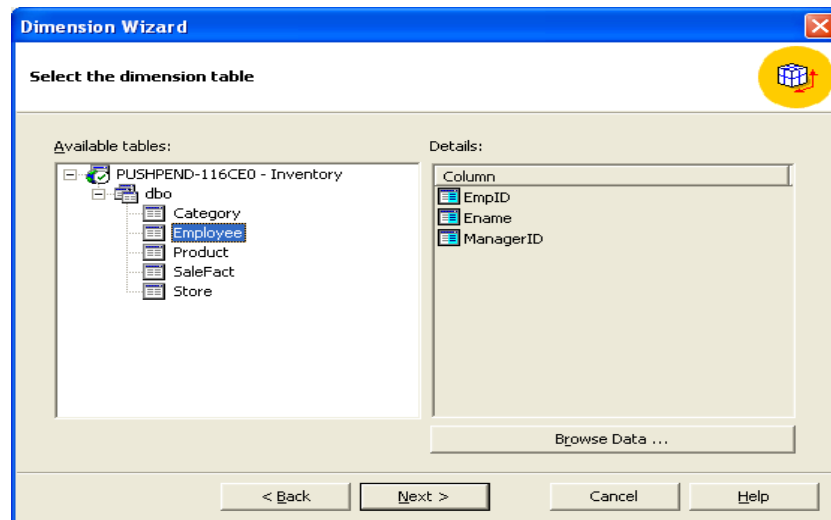 Dimension Wizard
Select the dimension table
Available tables:
PUSHPEND-116CE0 - Inventory
dbo
Category
Employee
Product
SaleFact
Store
Details:
Column
EmpID
Ename
ManagerID
Browse Data ...
< Back
Next >
Cancel
Help